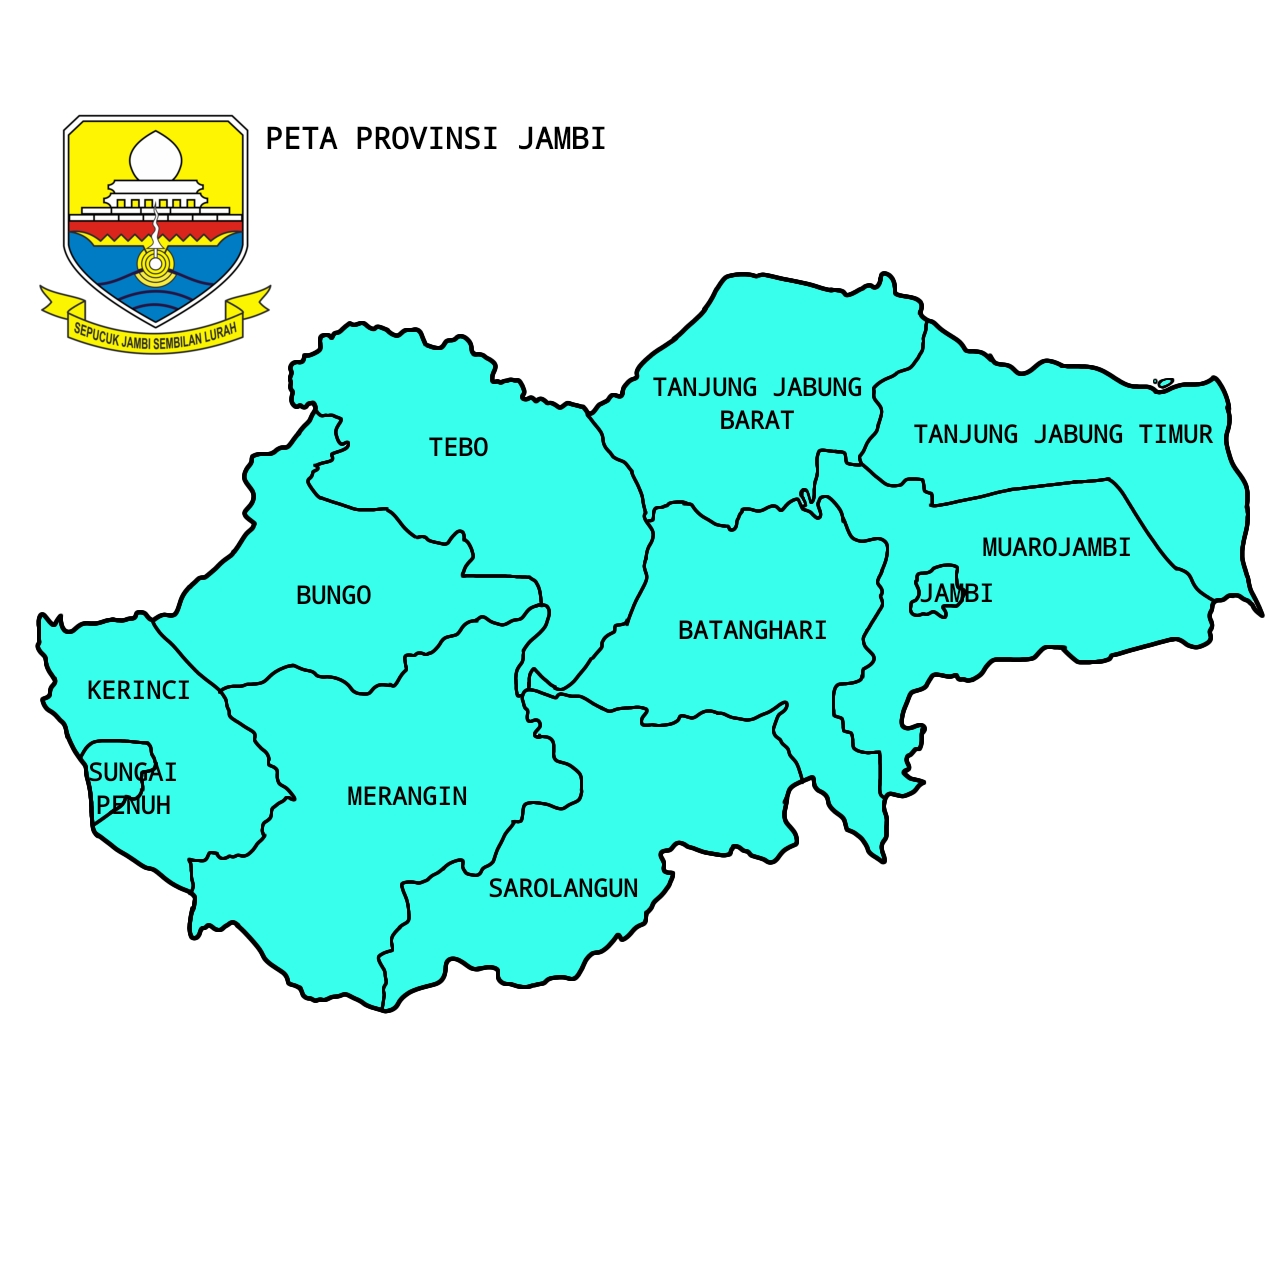 PETA PROVINSI JAMBI
SEPUCUK JAMBI SEMBILAN LURAH
TANJUNG JABUNG
BARAT
TEBO
TANJUNG JABUNG TIMUR
MUAROJAMBI
BUNGO
JAMBI
BATANGHARI
KERINCI
SUNGAI
PENUH
MERANGIN
SAROLANGUN